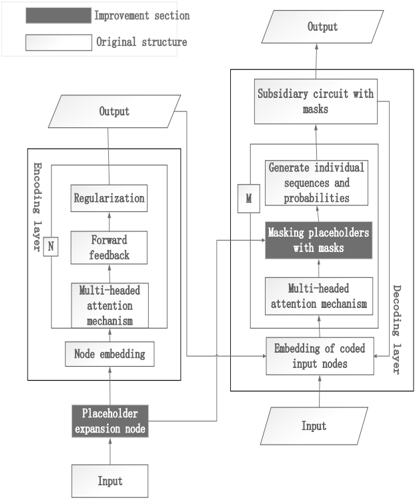 Improvement section
Original structure
Output
Encoding layer
Regularization
N
Forward
feedback
Multi-headed
attention
mechanism
Node embedding
Placeholder
expansion node
Input
Output
Subsidiary circuit with
masks
Generate individual
sequences and
probabilities
M
Masking placeholders
with masks
Multi-headed
attention mechanism
Decoding layer
Embedding of coded
input nodes
Input